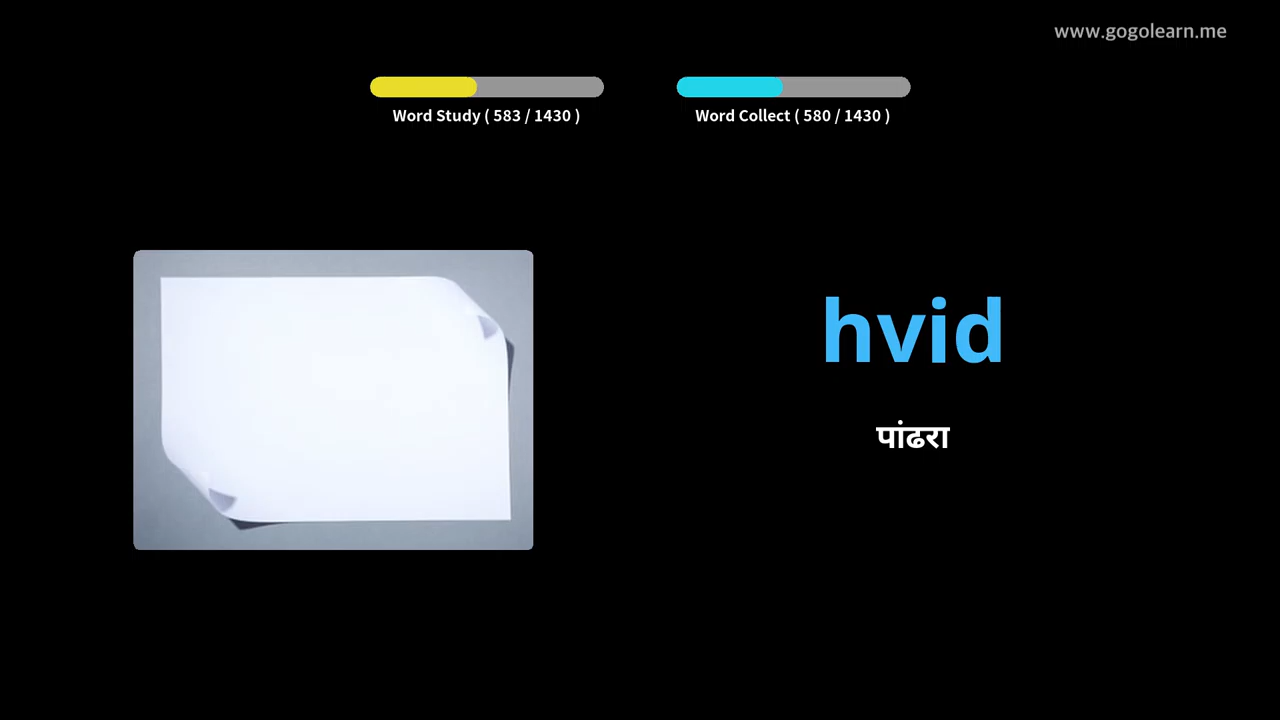 www.gogolearn.me
Word Study ( 583 / 1430 )
Word Collect ( 580 / 1430 )
hvid
पांढरा